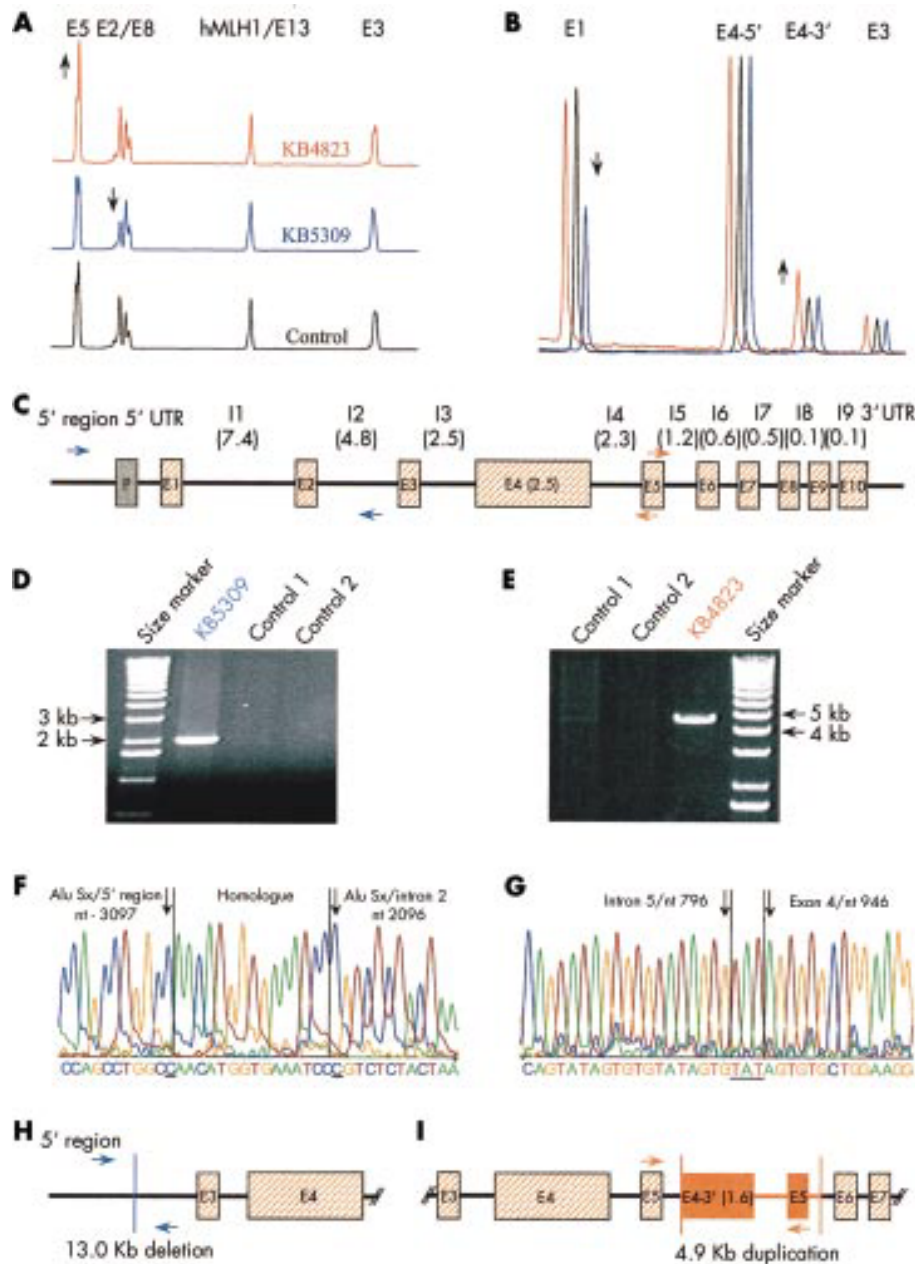 A
E5 E2/E8 hMLH1/E13 E3
KB4823
KB5309
Control
B
E1 E4-5′ E4-3′ E3
C
5′ region 5′ UTR I1 (7.4) I2 (4.8) I3 (2.5) I4 (2.3) I5 (1.2) I6 (0.6) I7 (0.5) I8 (0.1) I9 (0.1) 3′ UTR
P E1 E2 E3 E4 (2.5) E5 E6 E7 E8 E9 E10
D
Size marker KB5309 Control 1 Control 2
3 kb
2 kb
E
Control 1 Control 2 KB4823 Size marker
5 kb
4 kb
F
Alu Sx/5′ region
nt - 3097
Homologue
Alu Sx/intron 2
nt 2096
CCAGCCTGGCCAACATGGTGAAATCCCGTCTCTACTAA
G
Intron 5/nt 796
Exon 4/nt 946
CAGTATAGTGTGTATAGTGTATAGTGTGCTGGAAGG
H
5′ region
E3 E4
13.0 Kb deletion
I
E3 E4 E5 E4-3′ (1.6) E5 E6 E7
4.9 Kb duplication